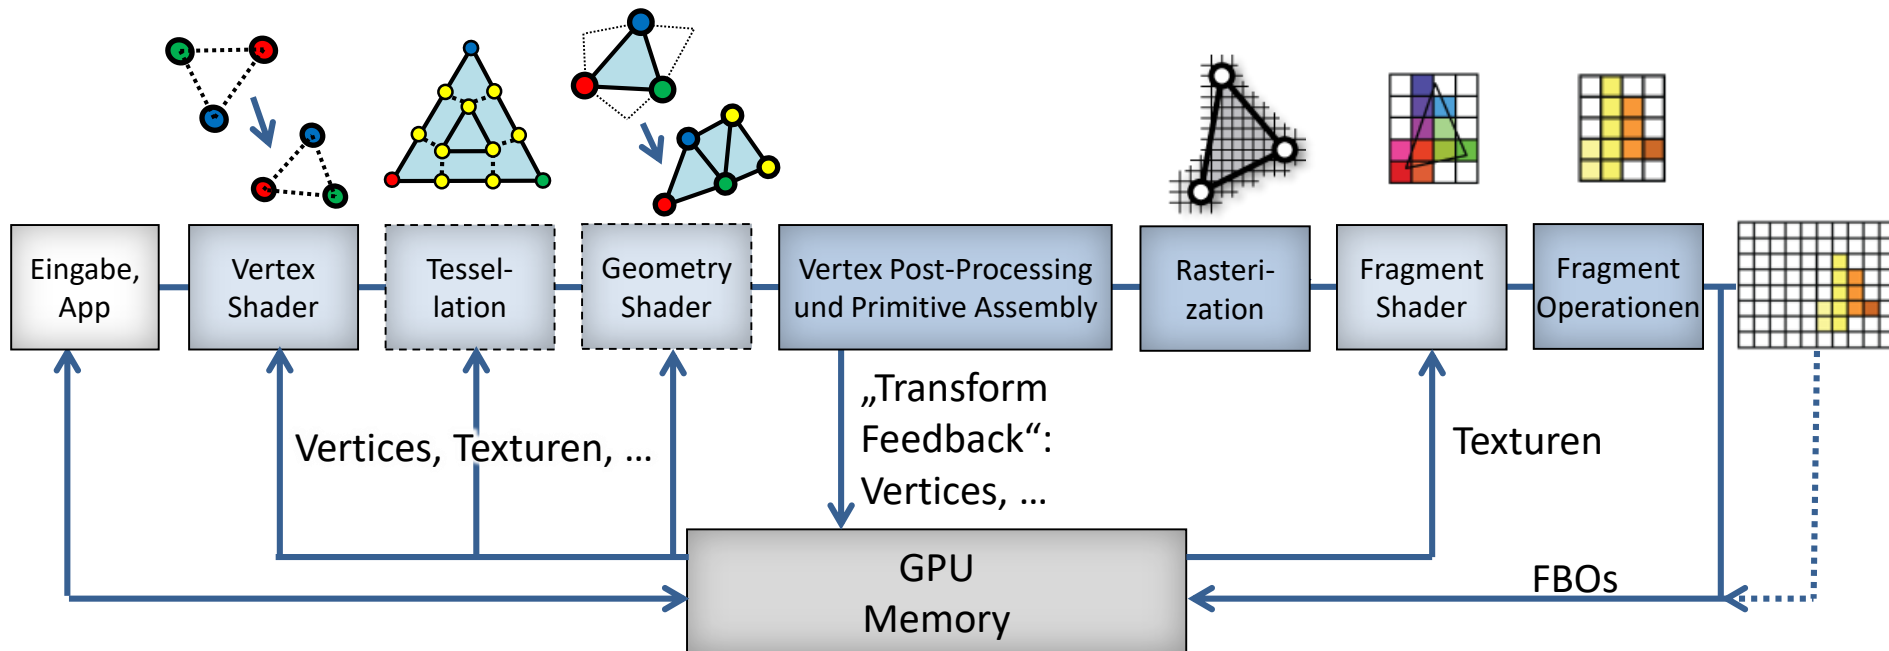 Eingabe,
App
Vertex
Shader
Tessel-
lation
Geometry
Shader
Vertex Post-Processing
und Primitive Assembly
Rasteri-
zation
Fragment
Shader
Fragment
Operationen
Vertices, Texturen, …
„Transform
Feedback“:
Vertices, …
Texturen
GPU
Memory
FBOs